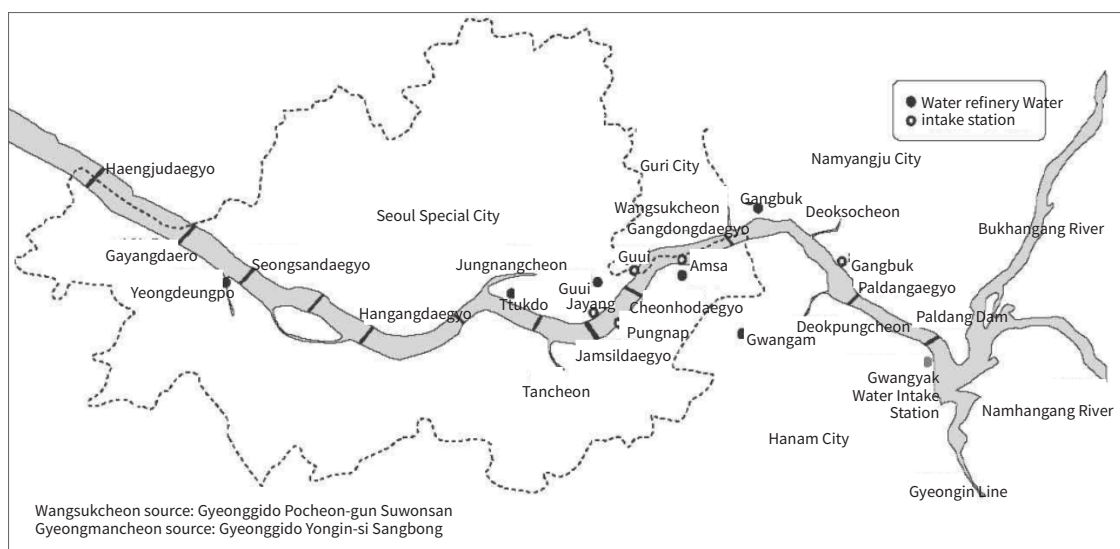 Water refinery Water
intake station
Haengjudaegyo
Guri City
Namyangju City
Gangbuk
Wangsukcheon
Deoksocheon
Seoul Special City
Gangdongdaegyo
Bukhangang River
Gayangdaero
Seongsandaegyo
Jungnangcheon
Guui
Amsa
Gangbuk
Yeongdeungpo
Guui
Paldangaegyo
Ttukdo
Jayang
Cheonhodaegyo
Hangangdaegyo
Paldang Dam
Deokpungcheon
Pungnap
Gwangam
Jamsildaegyo
Gwangyak
Water Intake
Station
Tancheon
Namhangang River
Hanam City
Gyeongin Line
Wangsukcheon source: Gyeonggido Pocheon-gun Suwonsan
Gyeongmancheon source: Gyeonggido Yongin-si Sangbong